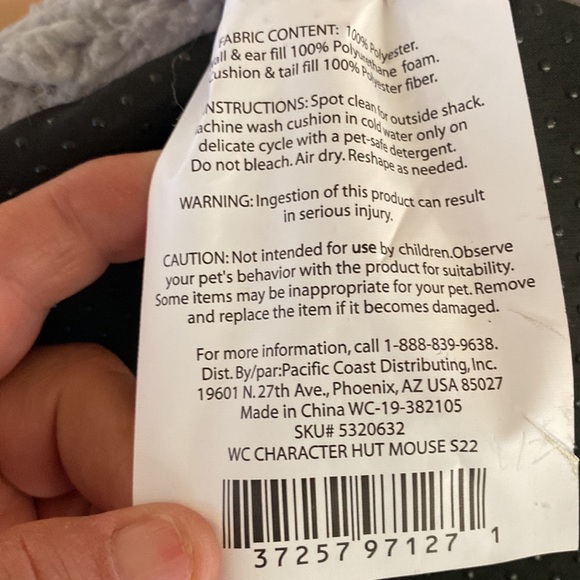 FABRIC CONTENT: 100% Polyester.
all & ear fill 100% Polyurethane foam.
ushion & tail fill 100% Polyester fiber.
NSTRUCTIONS: Spot clean for outside shack.
achine wash cushion in cold water only on
delicate cycle with a pet-safe detergent.
Do not bleach. Air dry. Reshape as needed.
WARNING: Ingestion of this product can result
in serious injury.
CAUTION: Not intended for use by children.Observe
your pet's behavior with the product for suitability.
Some items may be inappropriate for your pet. Remove
and replace the item if it becomes damaged.
For more information, call 1-888-839-9638.
Dist. By/par:Pacific Coast Distributing, Inc.
19601 N. 27th Ave., Phoenix, AZ USA 85027
Made in China WC-19-382105
SKU# 5320632
WC CHARACTER HUT MOUSE S22
37257 97127 1